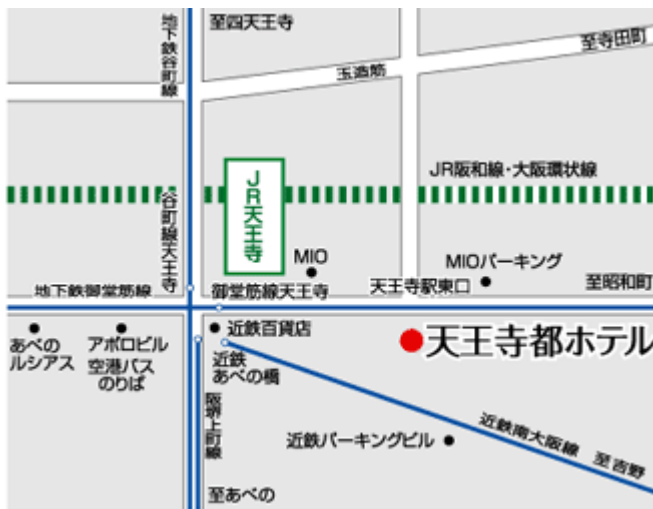 地下鉄谷町線
至四天王寺
至寺田町
玉造筋
JR阪和線・大阪環状線
JR天王寺
谷町線天王寺
MIO
MIOパーキング
地下鉄御堂筋線
御堂筋線天王寺
天王寺駅東口
至昭和町
あべの
ルシアス
アポロビル
空港バス
のりば
近鉄百貨店
天王寺都ホテル
近鉄
あべの橋
阪堺上町線
近鉄パーキングビル
近鉄南大阪線 至吉野
至あべの